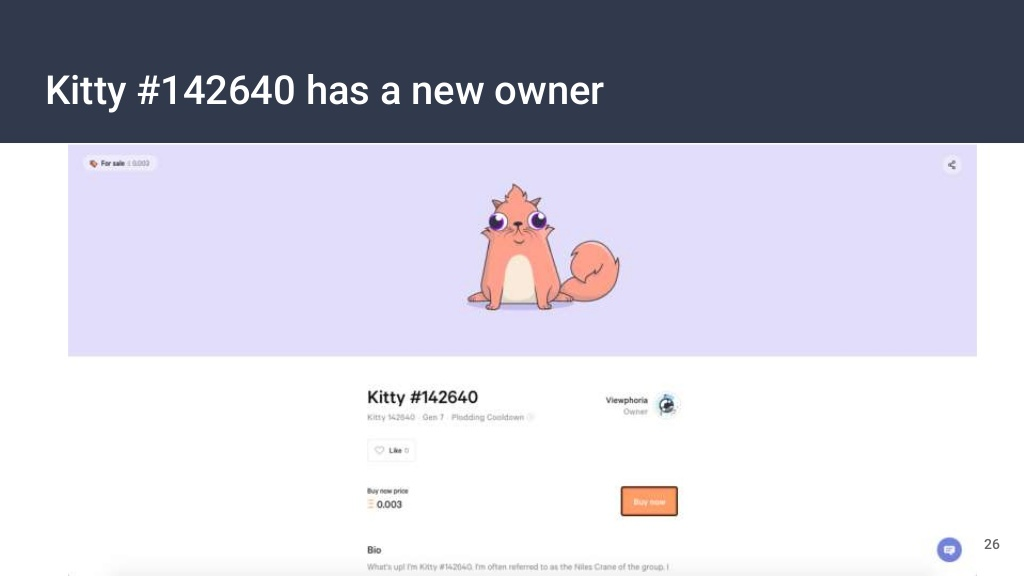 Kitty #142640 has a new owner
For sale Ξ 0.003
Kitty #142640
Kitty 142640 · Gen 7 · Plodding Cooldown
Viewphoria
Owner
Like 0
Buy now price
Ξ 0.003
Buy now
Bio
What's up! I'm Kitty #142640. I'm often referred to as the Niles Crane of the group. I
26